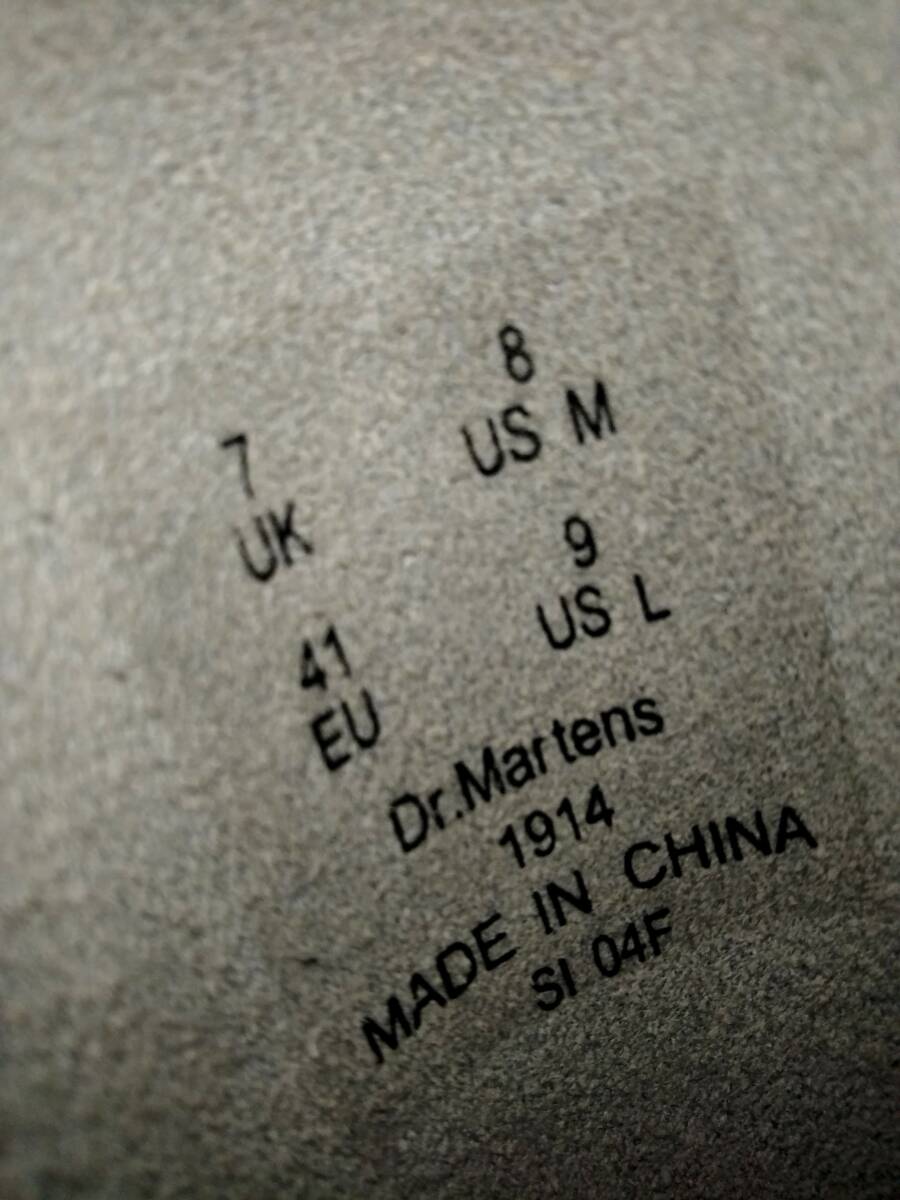 7
UK
8
US M
41
EU
9
US L
Dr.Martens
1914
MADE IN CHINA
SI 04F